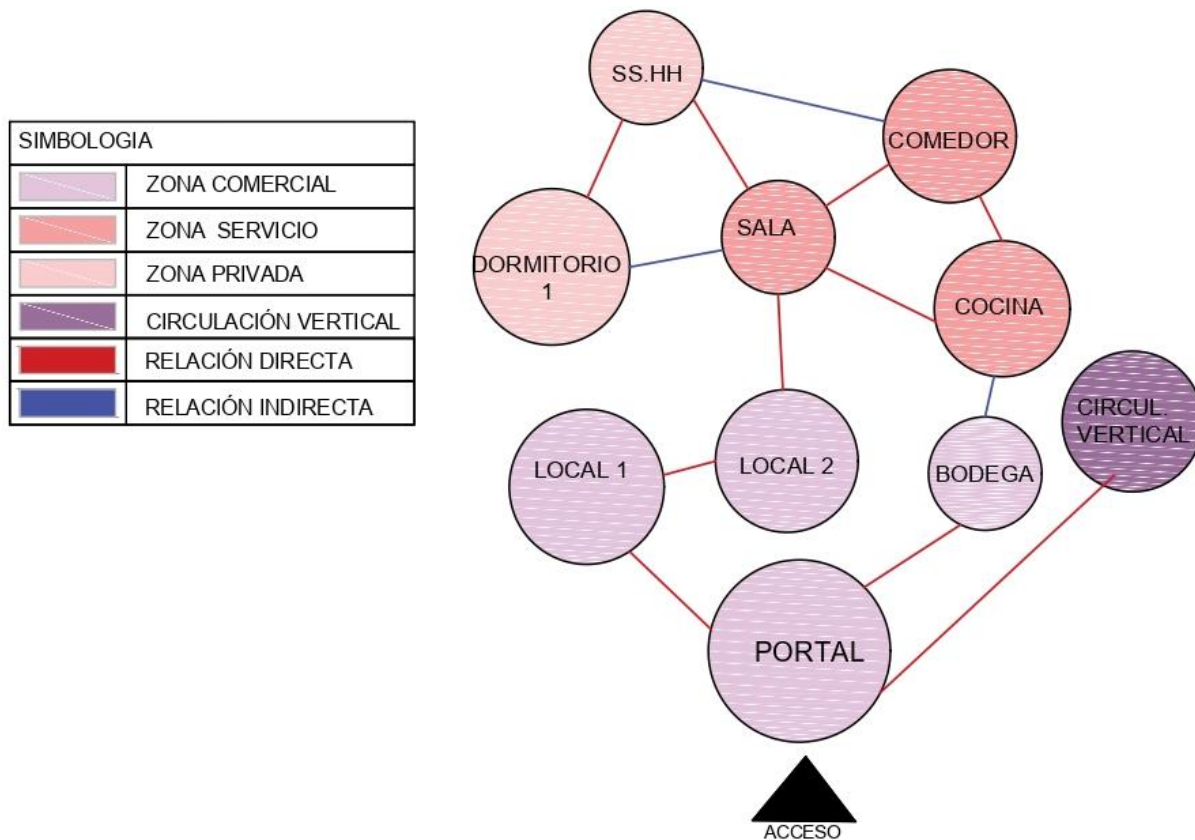 SIMBOLOGIA
ZONA COMERCIAL
ZONA SERVICIO
ZONA PRIVADA
CIRCULACIÓN VERTICAL
RELACIÓN DIRECTA
RELACIÓN INDIRECTA
SS.HH
COMEDOR
SALA
DORMITORIO
1
COCINA
CIRCUL.
VERTICAL
LOCAL 1
LOCAL 2
BODEGA
PORTAL
ACCESO